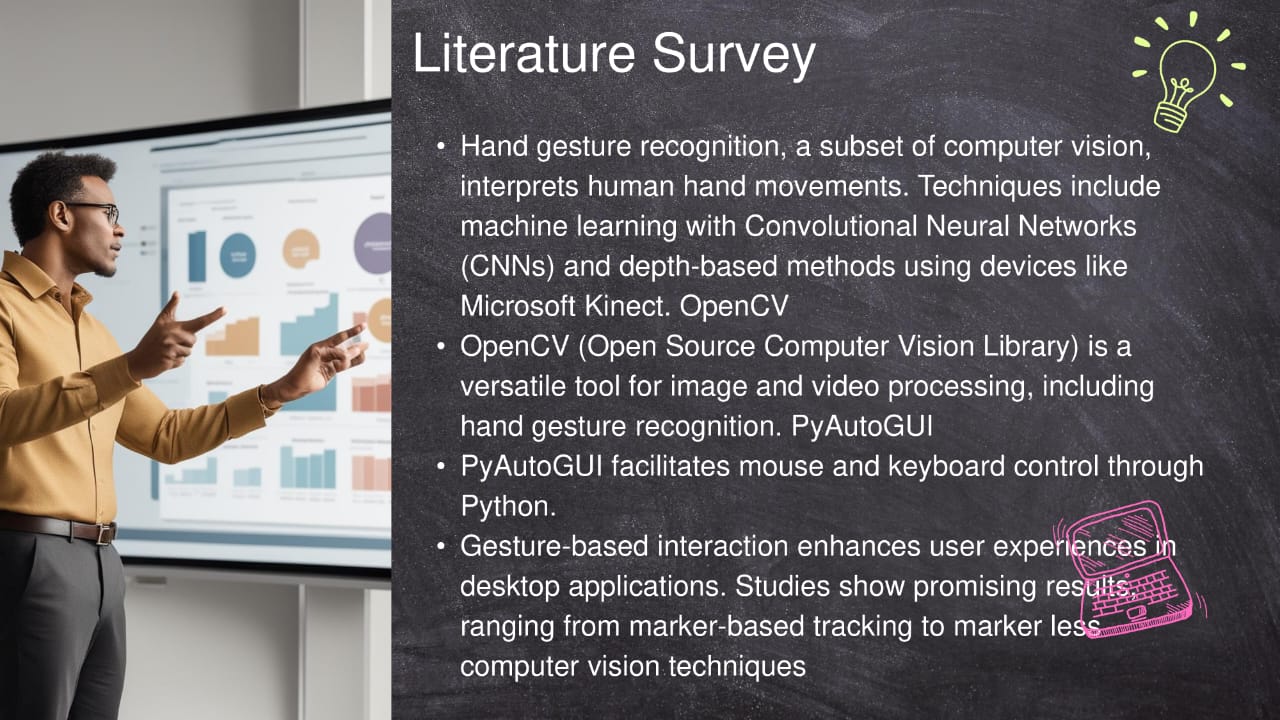 Literature Survey
• Hand gesture recognition, a subset of computer vision,
interprets human hand movements. Techniques include
machine learning with Convolutional Neural Networks
(CNNs) and depth-based methods using devices like
Microsoft Kinect. OpenCV
• OpenCV (Open Source Computer Vision Library) is a
versatile tool for image and video processing, including
hand gesture recognition. PyAutoGUI
• PyAutoGUI facilitates mouse and keyboard control through
Python.
• Gesture-based interaction enhances user experiences in
desktop applications. Studies show promising results,
ranging from marker-based tracking to marker less
computer vision techniques